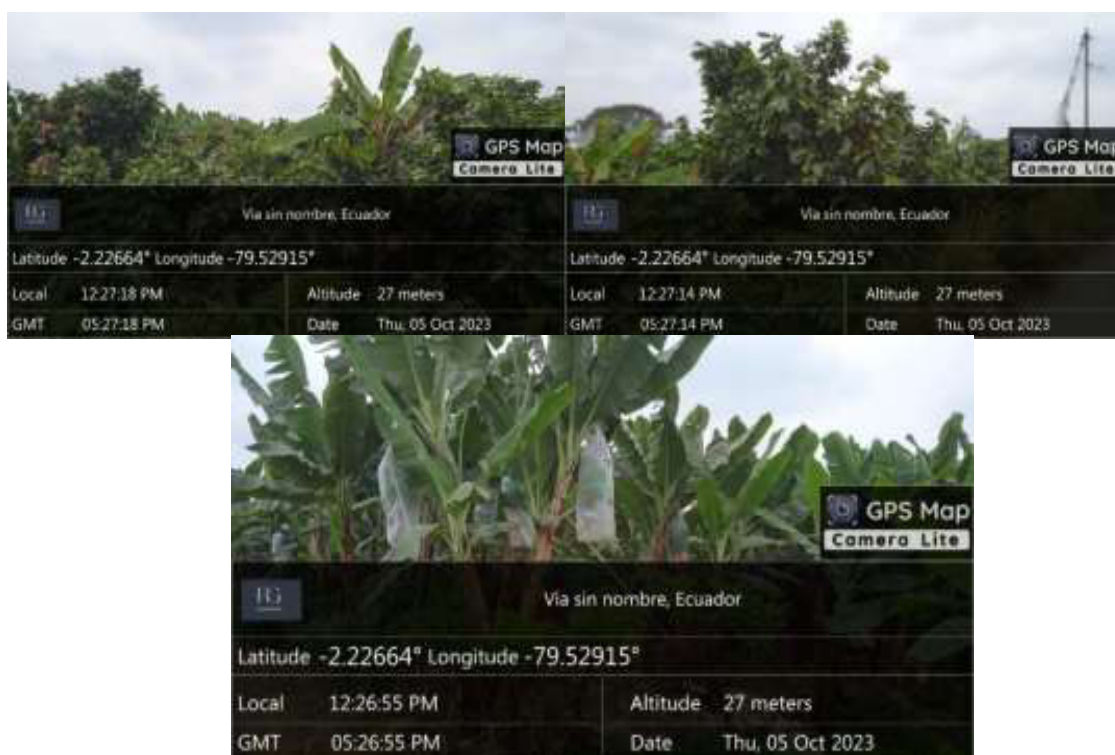 GPS Map
Camera Lite
Via sin nombre, Ecuador
Latitude -2.22664° Longitude -79.52915°
Local 12:27:18 PM Altitude 27 meters
GMT 05:27:18 PM Date Thu, 05 Oct 2023
GPS Map
Camera Lite
Via sin nombre, Ecuador
Latitude -2.22664° Longitude -79.52915°
Local 12:27:14 PM Altitude 27 meters
GMT 05:27:14 PM Date Thu, 05 Oct 2023
GPS Map
Camera Lite
Via sin nombre, Ecuador
Latitude -2.22664° Longitude -79.52915°
Local 12:26:55 PM Altitude 27 meters
GMT 05:26:55 PM Date Thu, 05 Oct 2023